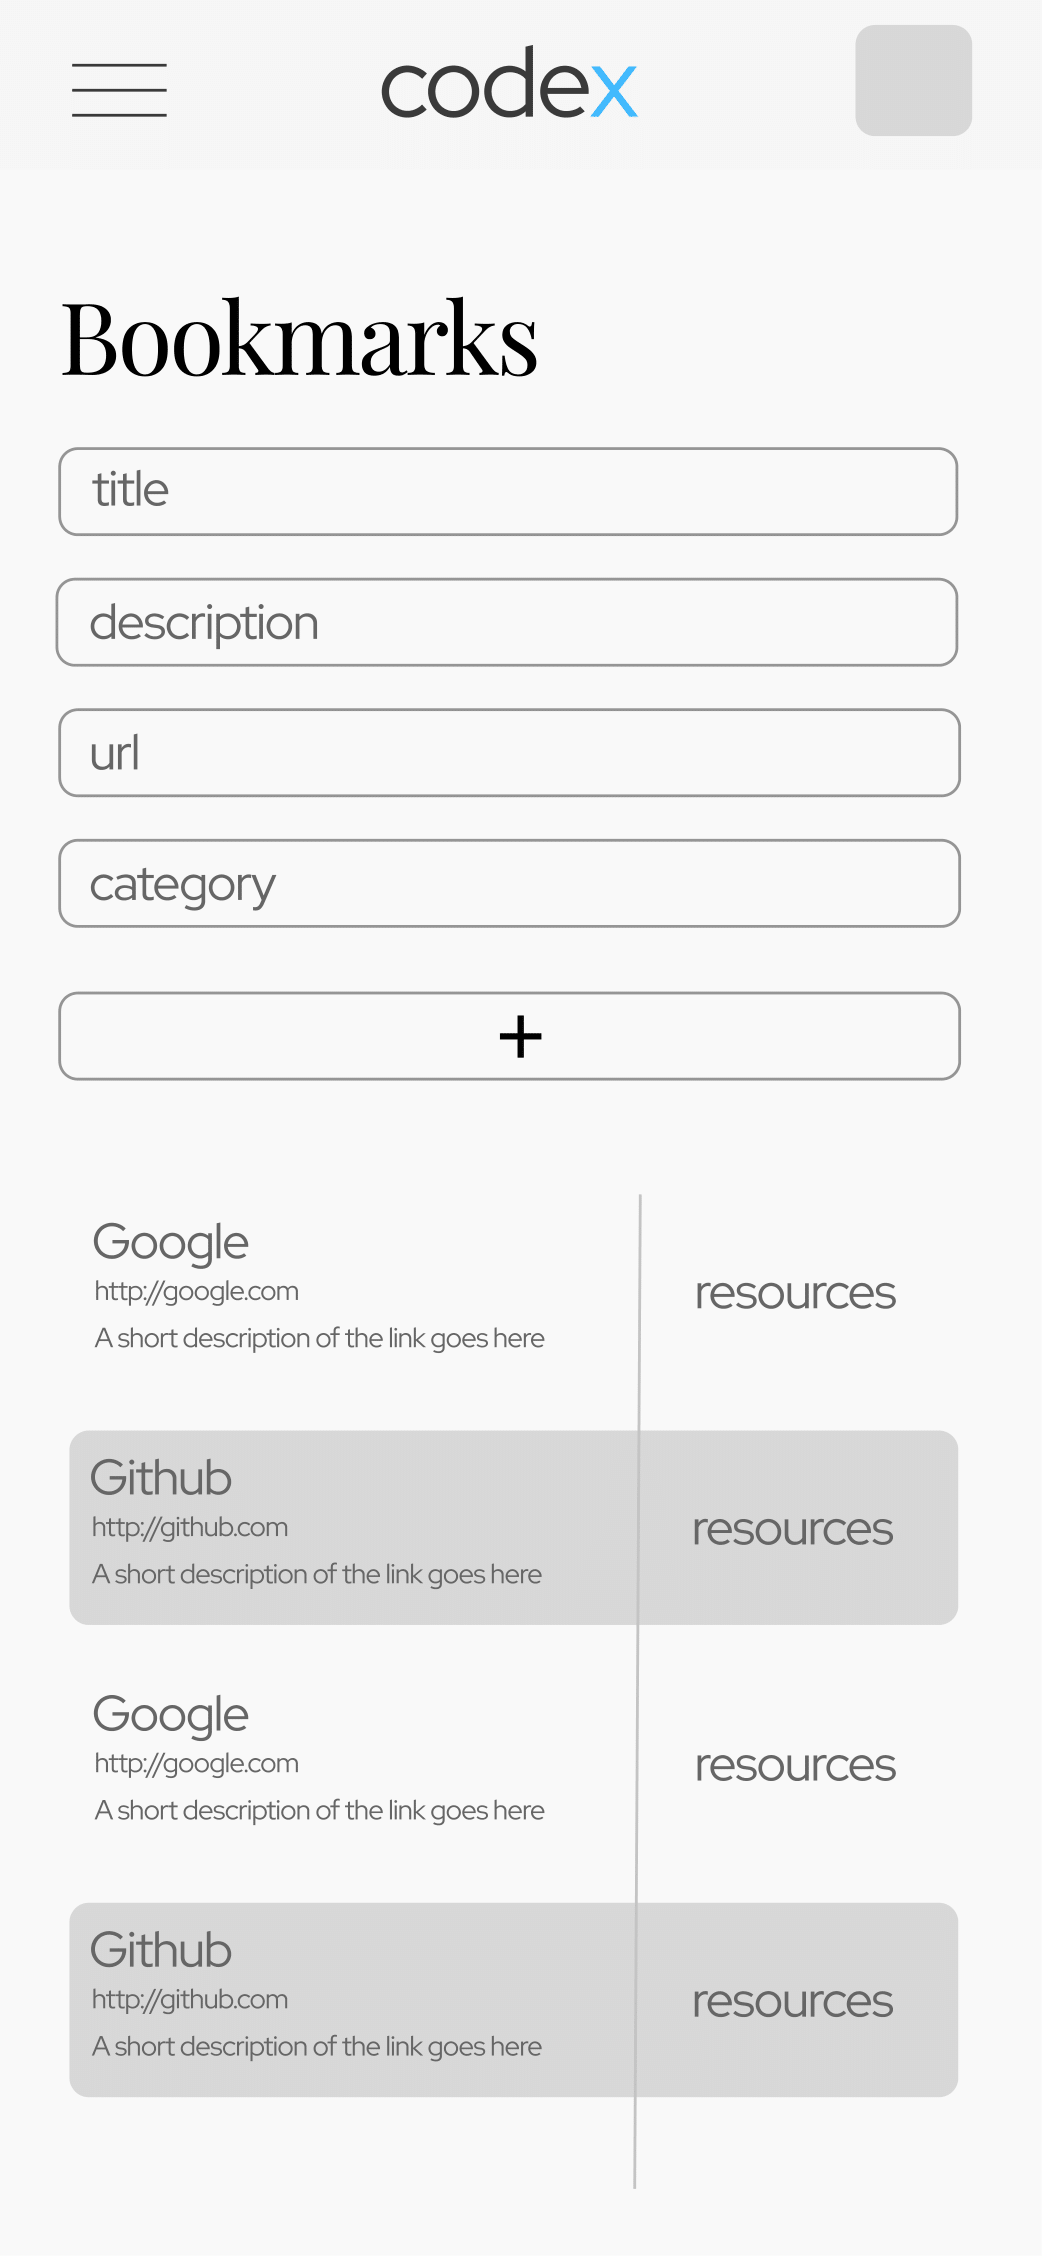 codex
Bookmarks
title
description
url
category
+
Google
http://google.com
A short description of the link goes here
resources
Github
http://github.com
A short description of the link goes here
resources
Google
http://google.com
A short description of the link goes here
resources
Github
http://github.com
A short description of the link goes here
resources